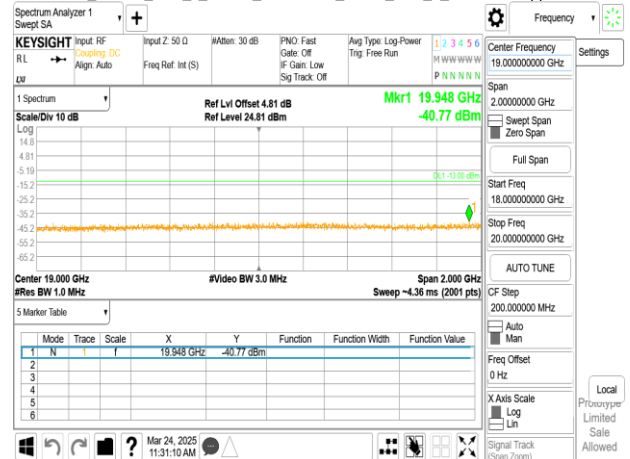 Spectrum Analyzer 1
Swept SA
Frequency
KEYSIGHT
RL
Input: RF
Coupling: DC
Align: Auto
Input Z: 50 Ω
Freq Ref: Int (S)
#Atten: 30 dB
PNO: Fast
Gate: Off
IF Gain: Low
Sig Track: Off
Avg Type: Log-Power
Trig: Free Run
1 2 3 4 5 6
M W W W W W
P N N N N N
Center Frequency
19.000000000 GHz
Settings
Span
2.00000000 GHz
Swept Span
Zero Span
Full Span
Start Freq
18.000000000 GHz
Stop Freq
20.000000000 GHz
AUTO TUNE
CF Step
200.000000 MHz
Auto
Man
Freq Offset
0 Hz
X Axis Scale
Log
Lin
Signal Track
(Span Zoom)
Local
Prototype
Limited
Sale
Allowed
1 Spectrum
Scale/Div 10 dB
Ref Lvl Offset 4.81 dB
Ref Level 24.81 dBm
Mkr1 19.948 GHz
-40.77 dBm
Log
14.8
4.81
-5.19
-15.2
-25.2
-35.2
-45.2
-55.2
-65.2
DL1 -13.00 dBm
1
Center 19.000 GHz
#Res BW 1.0 MHz
#Video BW 3.0 MHz
Span 2.000 GHz
Sweep ~4.36 ms (2001 pts)
5 Marker Table
Mode Trace Scale X Y Function Function Width Function Value
1 N 1 f 19.948 GHz -40.77 dBm
2
3
4
5
6
?
Mar 24, 2025
11:31:10 AM